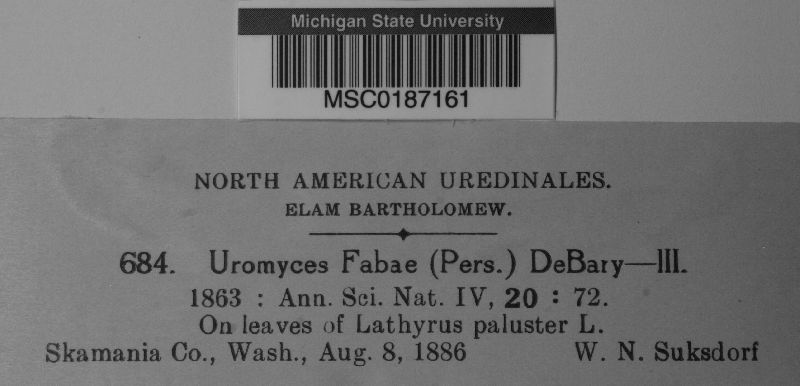 Michigan State University
MSC0187161
NORTH AMERICAN UREDINALES.
ELAM BARTHOLOMEW.
684. Uromyces Fabae (Pers.) DeBary—III.
1863 : Ann. Sci. Nat. IV, 20 : 72.
On leaves of Lathyrus paluster L.
Skamania Co., Wash., Aug. 8, 1886 W. N. Suksdorf